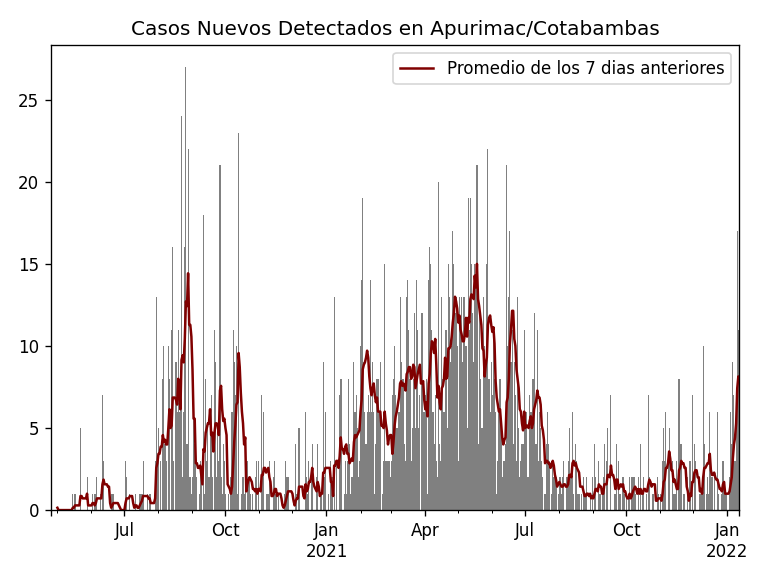 Casos Nuevos Detectados en Apurimac/Cotabambas
Promedio de los 7 dias anteriores
25
20
15
10
5
0
Jul
Oct
Jan
2021
Apr
Jul
Oct
Jan
2022